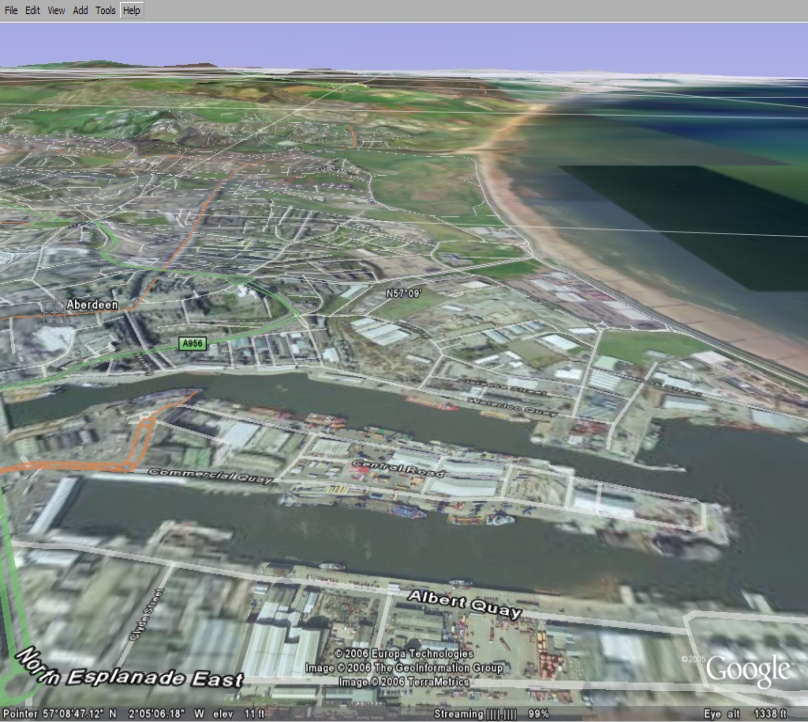 File Edit View Add Tools Help
N57°09'
Aberdeen
A956
Waterloo Quay
Central Road
Commercial Quay
Albert Quay
Clyde Street
North Esplanade East
© 2006 Europa Technologies
Image © 2006 The GeoInformation Group
Image © 2006 TerraMetrics
© 2005 Google
Pointer 57°08'47.12" N 2°05'06.18" W elev 11 ft Streaming ||||||||| 99% Eye alt 1338 ft